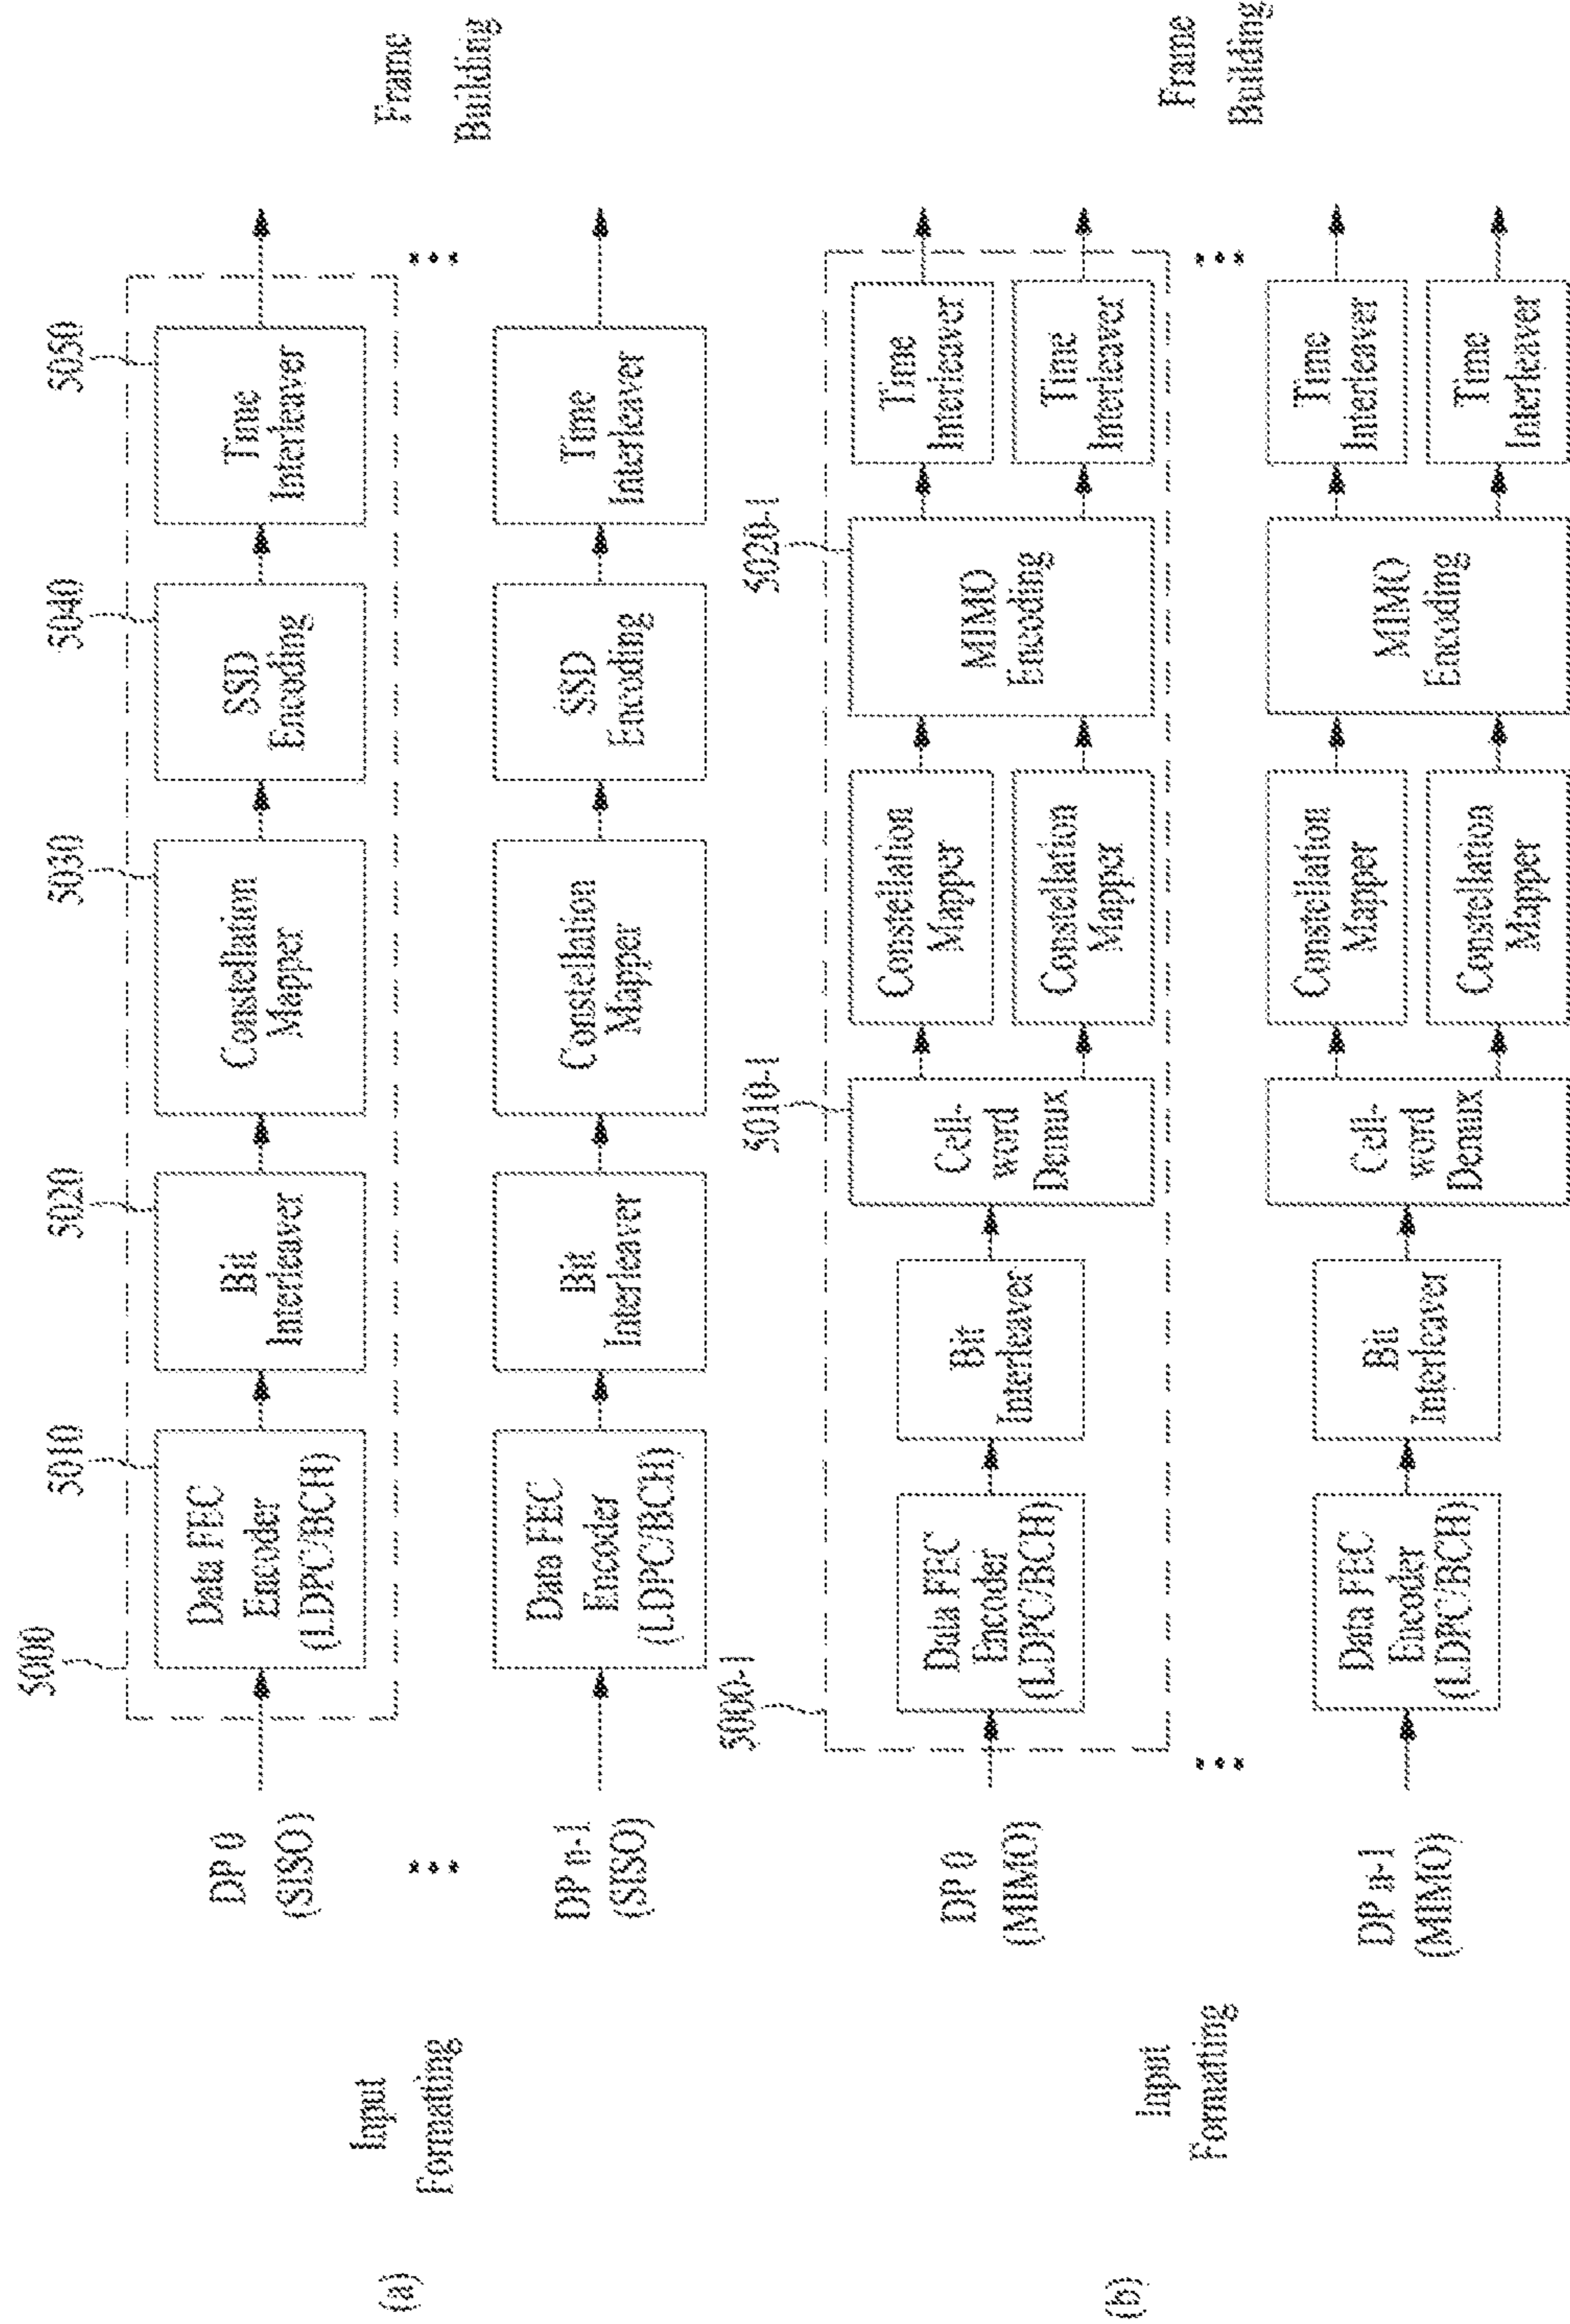 (a)
Input
Formatting
DP 0
(SISO)
5000
Data FEC
Encoder
(LDPC/BCH)
5010
Bit
Interleaver
5020
Constellation
Mapper
5030
SSD
Encoding
5040
Time
Interleaver
5050
Frame
Building
DP n-1
(SISO)
Data FEC
Encoder
(LDPC/BCH)
Bit
Interleaver
Constellation
Mapper
SSD
Encoding
Time
Interleaver
(b)
Input
Formatting
DP 0
(MIMO)
5000-1
Data FEC
Encoder
(LDPC/BCH)
Bit
Interleaver
5010-1
Cell-
word
Demux
Constellation
Mapper
Constellation
Mapper
5020-1
MIMO
Encoding
Time
Interleaver
Time
Interleaver
Frame
Building
DP n-1
(MIMO)
Data FEC
Encoder
(LDPC/BCH)
Bit
Interleaver
Cell-
word
Demux
Constellation
Mapper
Constellation
Mapper
MIMO
Encoding
Time
Interleaver
Time
Interleaver